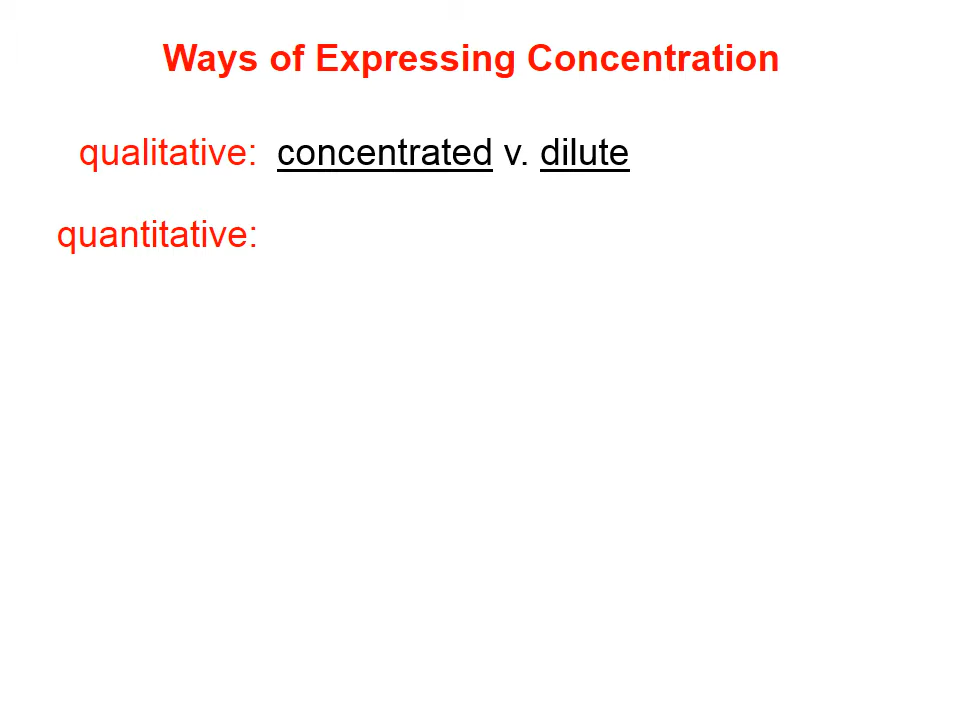 Ways of Expressing Concentration
qualitative: concentrated v. dilute
quantitative: